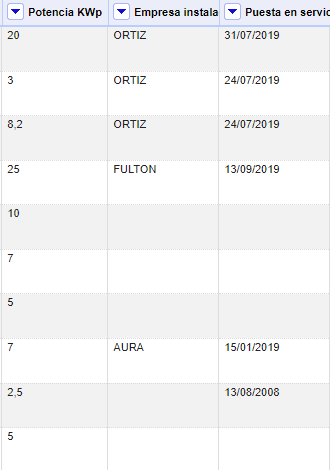 Potencia KWp Empresa instala Puesta en servic
20 ORTIZ 31/07/2019
3 ORTIZ 24/07/2019
8,2 ORTIZ 24/07/2019
25 FULTON 13/09/2019
10
7
5
7 AURA 15/01/2019
2,5 13/08/2008
5